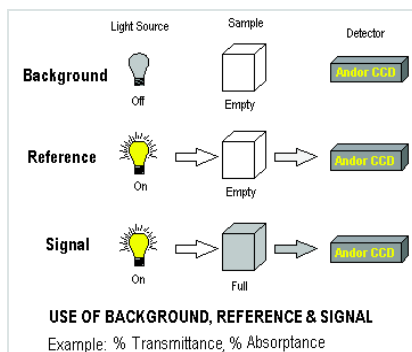 Light Source Sample Detector
Background Andor CCD
Off Empty
Reference Andor CCD
On Empty
Signal Andor CCD
On Full
USE OF BACKGROUND, REFERENCE & SIGNAL
Example: % Transmittance, % Absorptance